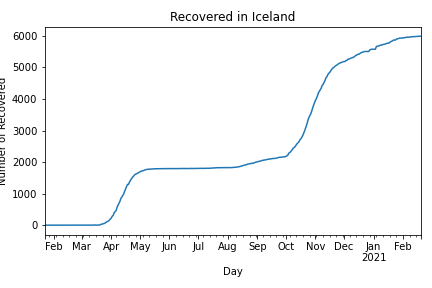 Recovered in Iceland
Number of Recovered
6000
5000
4000
3000
2000
1000
0
Feb Mar Apr May Jun Jul Aug Sep Oct Nov Dec Jan Feb
2021
Day